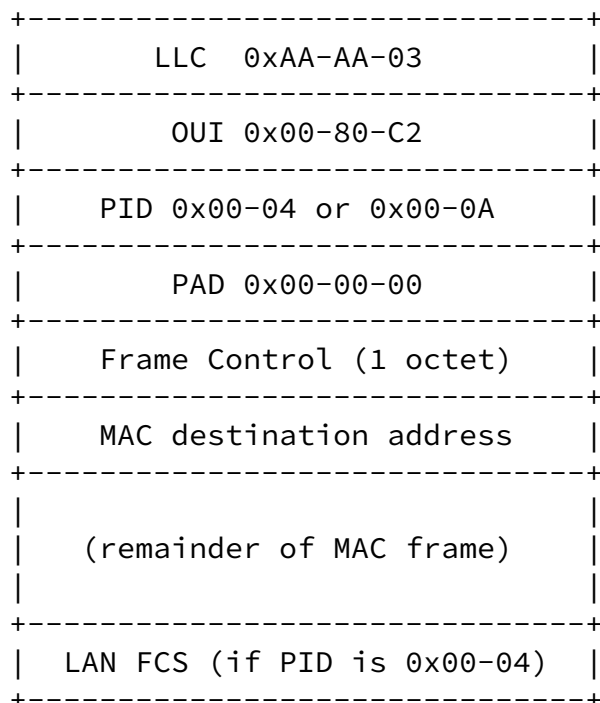 LLC 0xAA-AA-03
OUI 0x00-80-C2
PID 0x00-04 or 0x00-0A
PAD 0x00-00-00
Frame Control (1 octet)
MAC destination address
(remainder of MAC frame)
LAN FCS (if PID is 0x00-04)